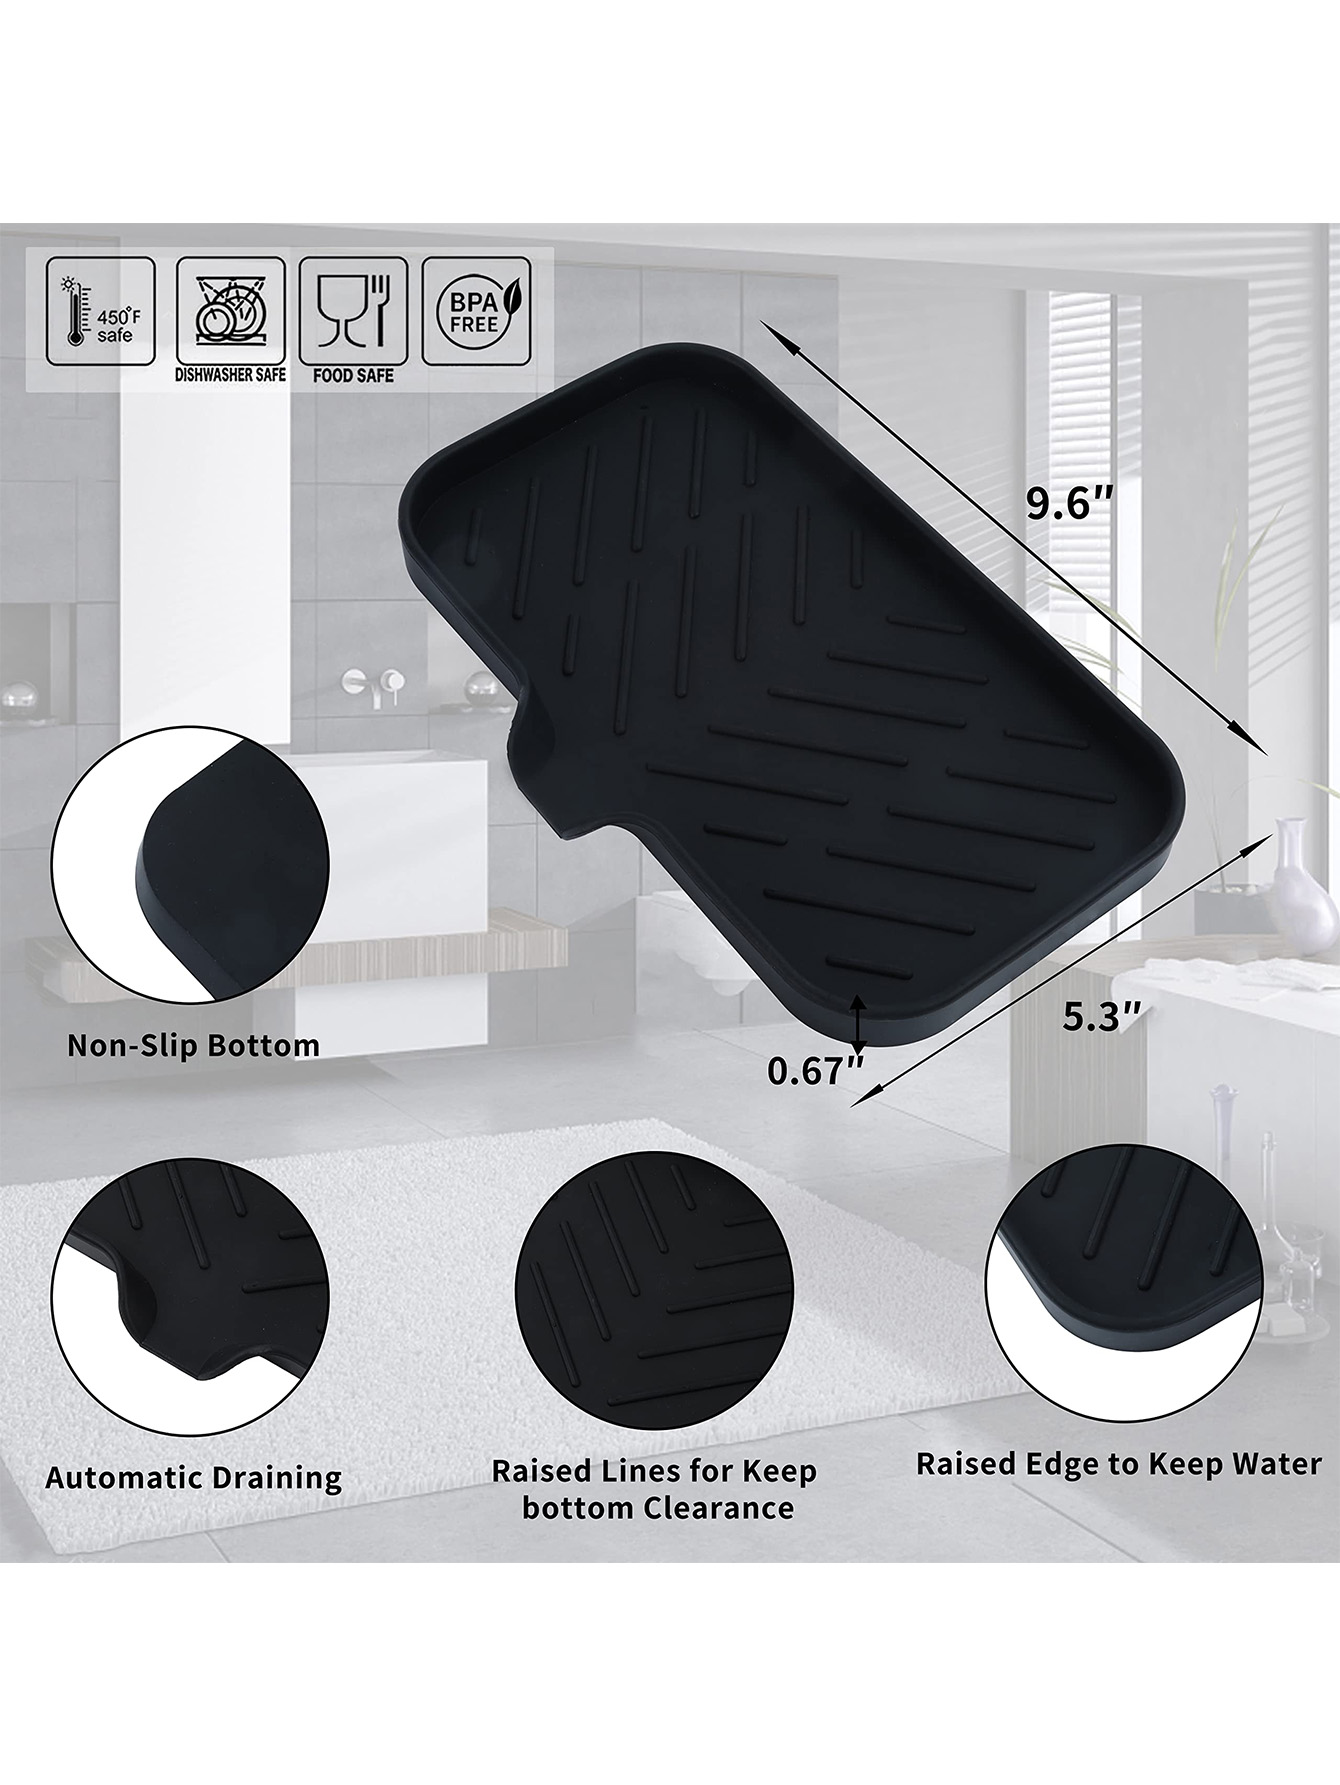 450°F
safe
DISHWASHER SAFE
FOOD SAFE
BPA
FREE
9.6"
5.3"
0.67"
Non-Slip Bottom
Automatic Draining
Raised Lines for Keep
bottom Clearance
Raised Edge to Keep Water